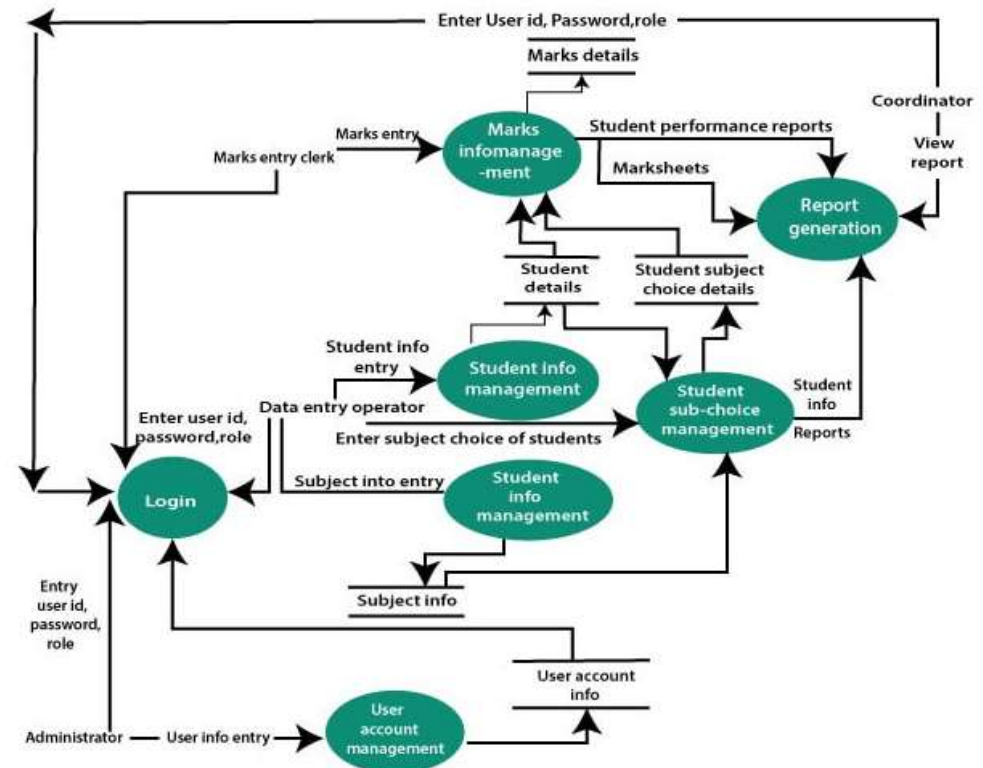 Enter User id, Password,role
Marks details
Coordinator
Marks entry
Marks
infomanage
-ment
Student performance reports
View
report
Marks entry clerk
Marksheets
Report
generation
Student
details
Student subject
choice details
Student info
entry
Student info
management
Student
sub-choice
management
Student
info
Reports
Data entry operator
Enter user id,
password,role
Enter subject choice of students
Login
Subject into entry
Student
info
management
Entry
user id,
password,
role
Subject info
User account
info
Administrator
User info entry
User
account
management